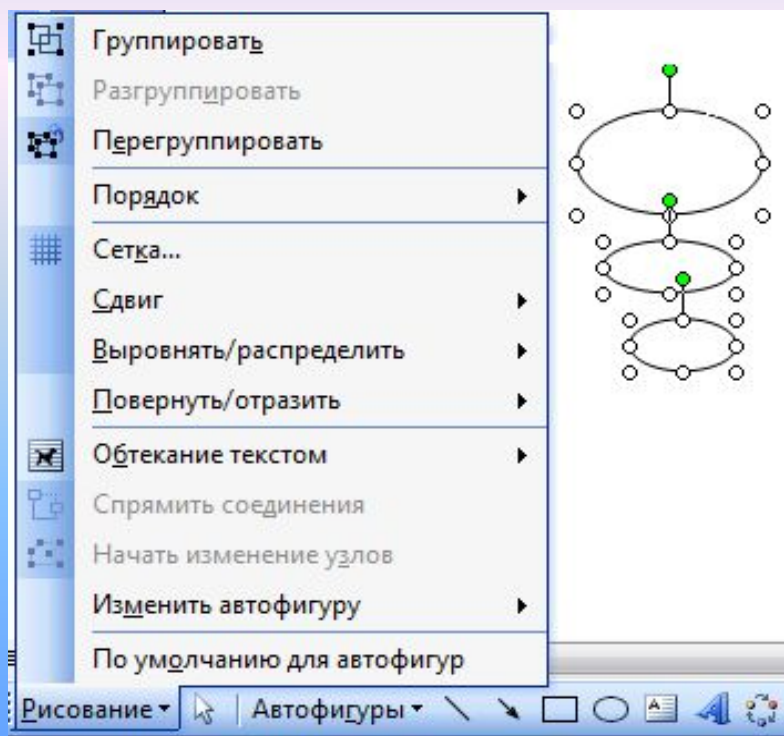 Группировать
Разгруппировать
Перегруппировать
Порядок
Сетка...
Сдвиг
Выровнять/распределить
Повернуть/отразить
Обтекание текстом
Спрямить соединения
Начать изменение узлов
Изменить автофигуру
По умолчанию для автофигур
Рисование Автофигуры